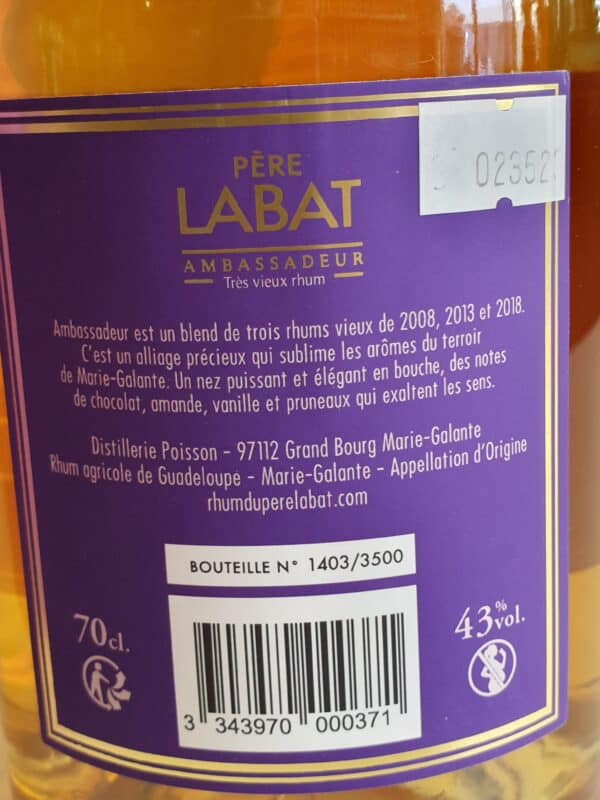 PÈRE
LABAT
AMBASSADEUR
Très vieux rhum
Ambassadeur est un blend de trois rhums vieux de 2008, 2013 et 2018.
C'est un alliage précieux qui sublime les arômes du terroir
de Marie-Galante. Un nez puissant et élégant en bouche, des notes
de chocolat, amande, vanille et pruneaux qui exaltent les sens.
Distillerie Poisson - 97112 Grand Bourg Marie-Galante
Rhum agricole de Guadeloupe - Marie-Galante - Appellation d'Origine
rhumduperelabat.com
BOUTEILLE N° 1403/3500
70cl.
43%vol.
3 343970 000371